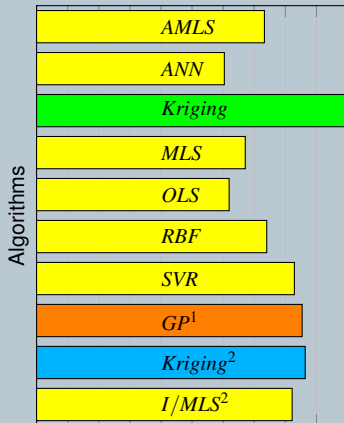 AMLS
ANN
Kriging
MLS
OLS
RBF
SVR
GP¹
Kriging²
I/MLS²
Algorithms